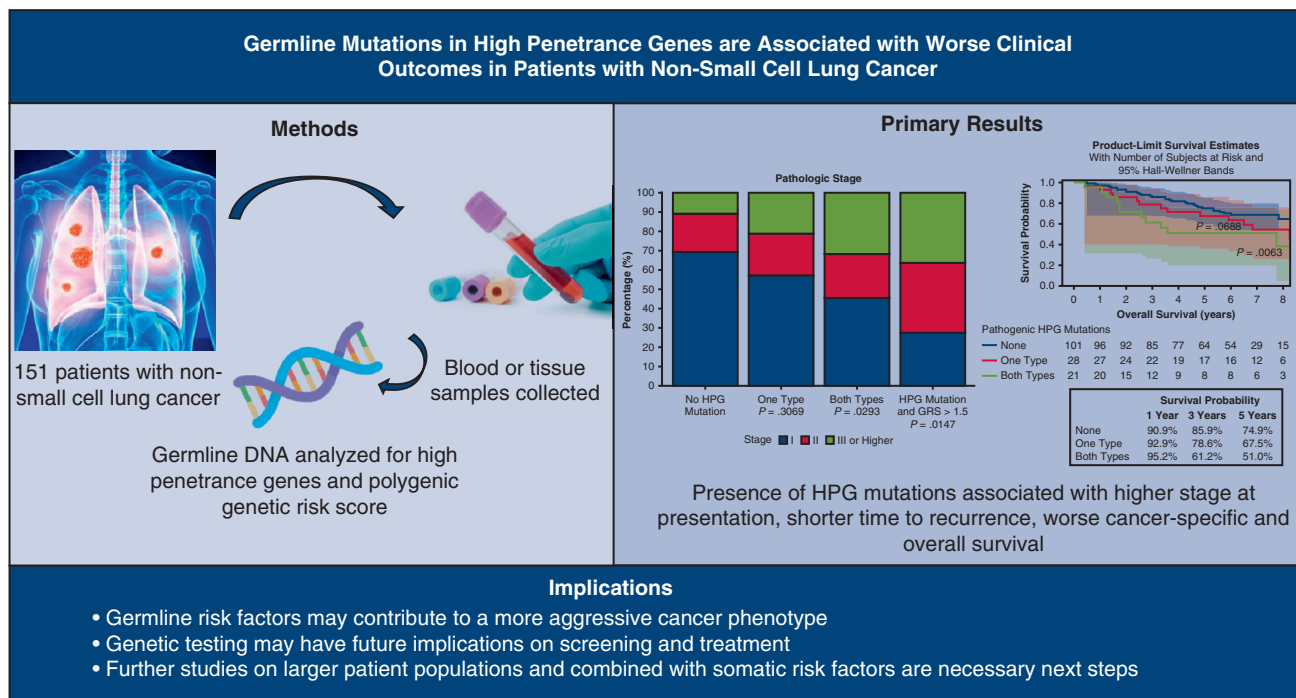 Germline Mutations in High Penetrance Genes are Associated with Worse Clinical
Outcomes in Patients with Non-Small Cell Lung Cancer
Methods
151 patients with non-
small cell lung cancer
Blood or tissue
samples collected
Germline DNA analyzed for high
penetrance genes and polygenic
genetic risk score
Primary Results
Pathologic Stage
Percentage (%)
100
90
80
70
60
50
40
30
20
10
0
No HPG
Mutation
One Type
P = .3069
Both Types
P = .0293
HPG Mutation
and GRS > 1.5
P = .0147
Stage I II III or Higher
Product-Limit Survival Estimates
With Number of Subjects at Risk and
95% Hall-Wellner Bands
Survival Probability
1.0
0.8
0.6
0.4
0.2
0.0
P = .0688
P = .0063
0 1 2 3 4 5 6 7 8
Overall Survival (years)
Pathogenic HPG Mutations
None 101 96 92 85 77 64 54 29 15
One Type 28 27 24 22 19 17 16 12 6
Both Types 21 20 15 12 9 8 8 6 3
Survival Probability
1 Year 3 Years 5 Years
None 90.9% 85.9% 74.9%
One Type 92.9% 78.6% 67.5%
Both Types 95.2% 61.2% 51.0%
Presence of HPG mutations associated with higher stage at
presentation, shorter time to recurrence, worse cancer-specific and
overall survival
Implications
• Germline risk factors may contribute to a more aggressive cancer phenotype
• Genetic testing may have future implications on screening and treatment
• Further studies on larger patient populations and combined with somatic risk factors are necessary next steps